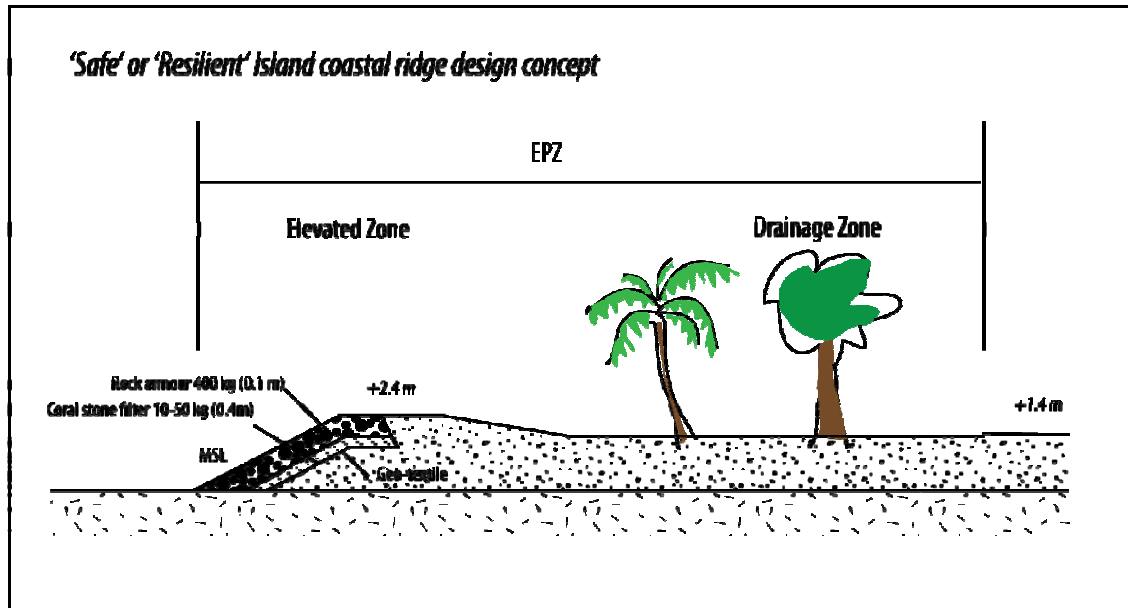 'Safe' or 'Resilient' Island coastal ridge design concept
EPZ
Elevated Zone
Drainage Zone
Rock armour 400 kg (0.1 m)
+2.4 m
Coral stone filter 10-50 kg (0.4m)
+1.4 m
MSL
Geo-textile